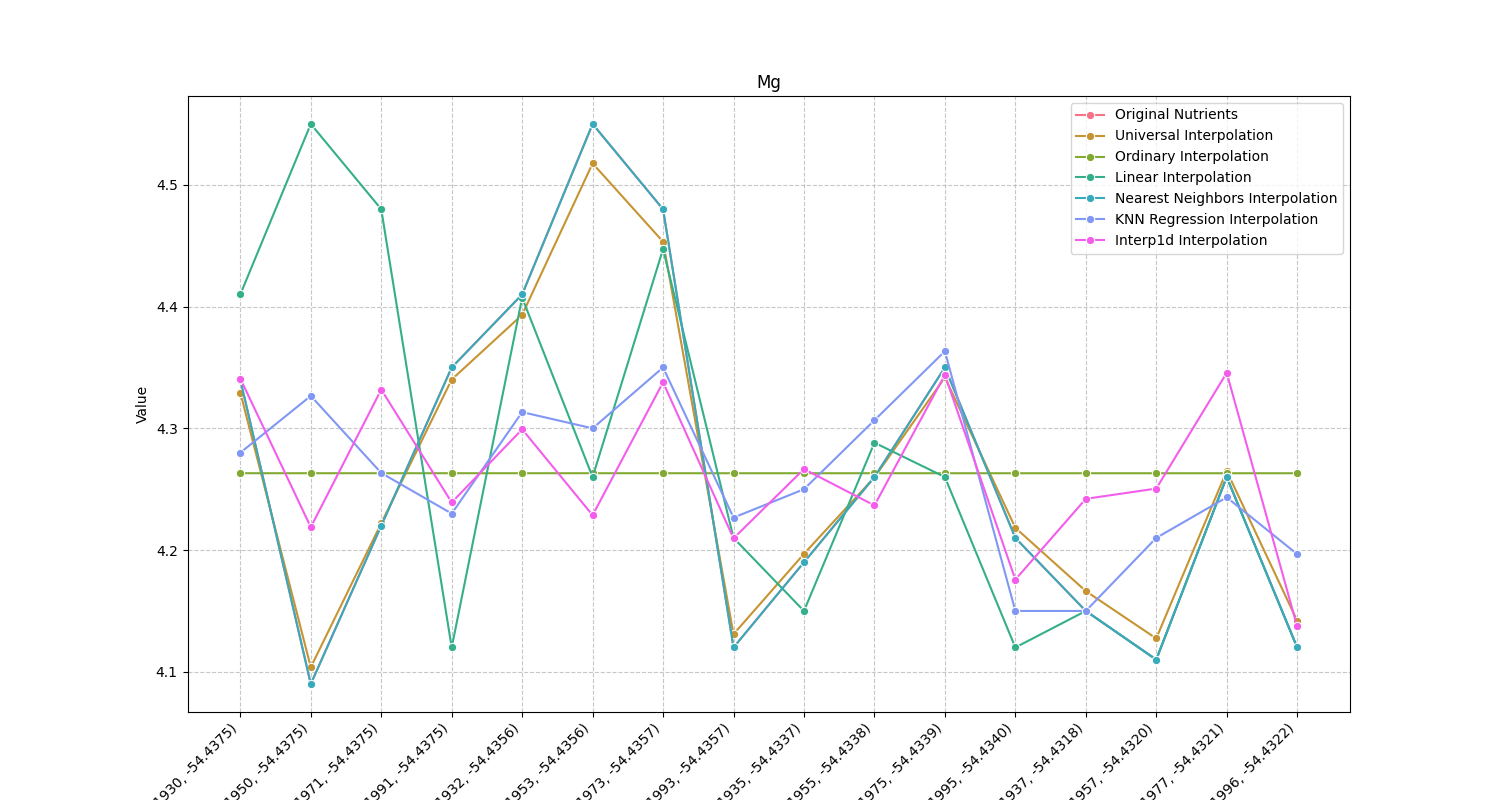 Mg
Original Nutrients
Universal Interpolation
Ordinary Interpolation
Linear Interpolation
Nearest Neighbors Interpolation
KNN Regression Interpolation
Interp1d Interpolation
Value
4.5
4.4
4.3
4.2
4.1
1930, -54.4375)
1950, -54.4375)
1971, -54.4375)
1991, -54.4375)
1932, -54.4356)
1953, -54.4356)
1973, -54.4357)
1993, -54.4357)
1935, -54.4337)
1955, -54.4338)
1975, -54.4339)
1995, -54.4340)
1937, -54.4318)
1957, -54.4320)
1977, -54.4321)
1996, -54.4322)